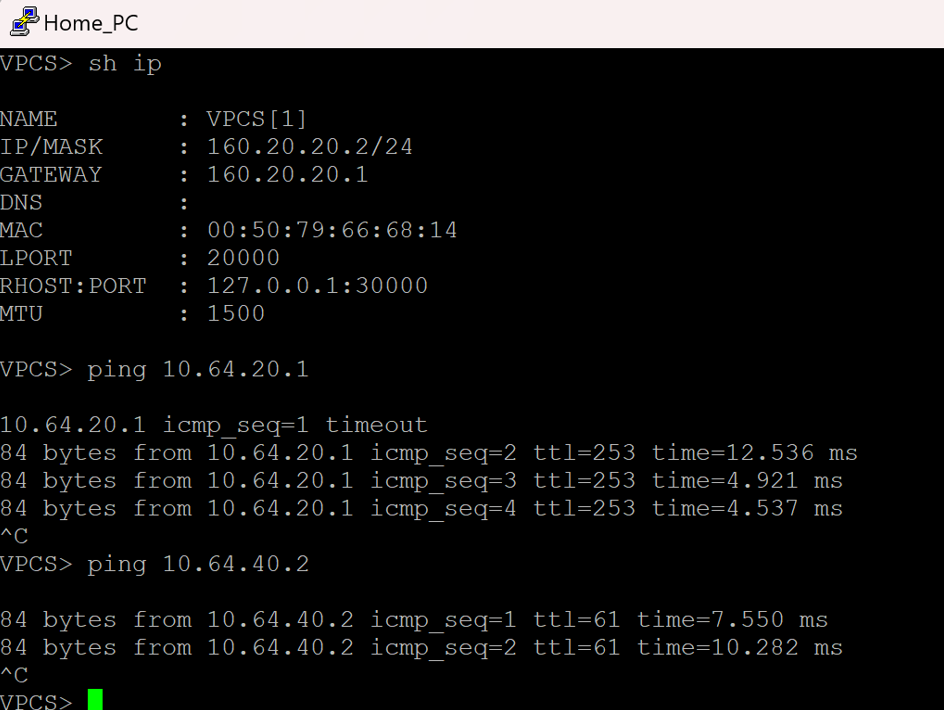 Home_PC
VPCS> sh ip
NAME : VPCS[1]
IP/MASK : 160.20.20.2/24
GATEWAY : 160.20.20.1
DNS :
MAC : 00:50:79:66:68:14
LPORT : 20000
RHOST:PORT : 127.0.0.1:30000
MTU : 1500
VPCS> ping 10.64.20.1
10.64.20.1 icmp_seq=1 timeout
84 bytes from 10.64.20.1 icmp_seq=2 ttl=253 time=12.536 ms
84 bytes from 10.64.20.1 icmp_seq=3 ttl=253 time=4.921 ms
84 bytes from 10.64.20.1 icmp_seq=4 ttl=253 time=4.537 ms
^C
VPCS> ping 10.64.40.2
84 bytes from 10.64.40.2 icmp_seq=1 ttl=61 time=7.550 ms
84 bytes from 10.64.40.2 icmp_seq=2 ttl=61 time=10.282 ms
^C
VPCS>